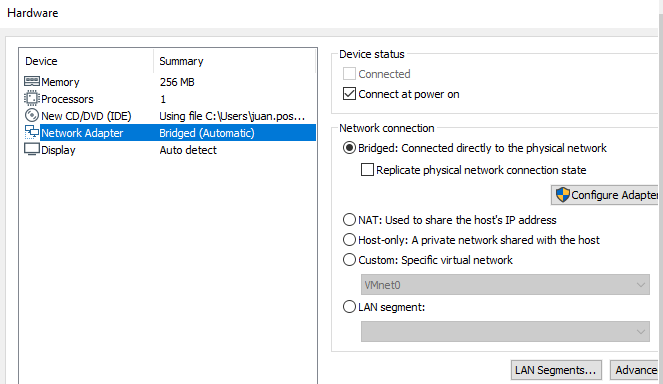 Hardware
Device Summary
Memory 256 MB
Processors 1
New CD/DVD (IDE) Using file C:\Users\juan.pos...
Network Adapter Bridged (Automatic)
Display Auto detect
Device status
Connected
Connect at power on
Network connection
Bridged: Connected directly to the physical network
Replicate physical network connection state
Configure Adapter
NAT: Used to share the host's IP address
Host-only: A private network shared with the host
Custom: Specific virtual network
VMnet0
LAN segment:
LAN Segments... Advance